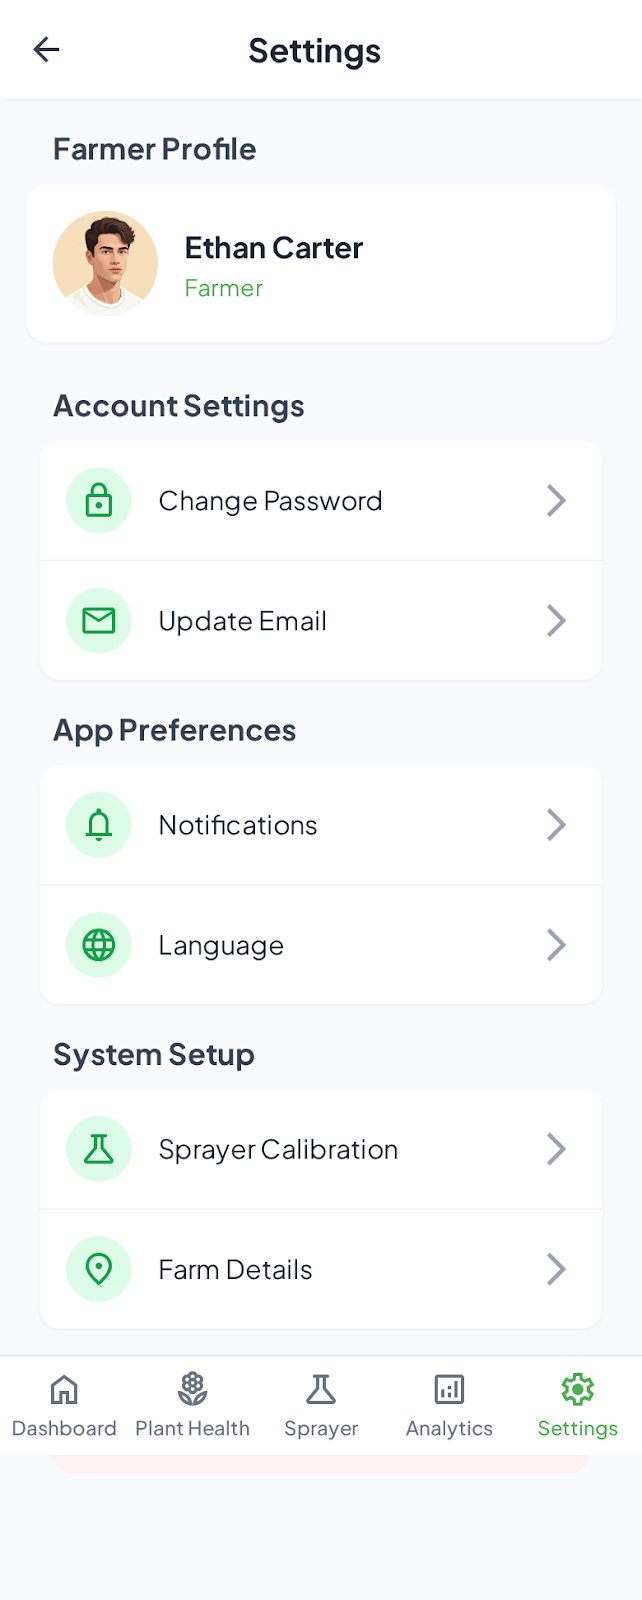 Settings
Farmer Profile
Ethan Carter
Farmer
Account Settings
Change Password
Update Email
App Preferences
Notifications
Language
System Setup
Sprayer Calibration
Farm Details
Dashboard Plant Health Sprayer Analytics Settings